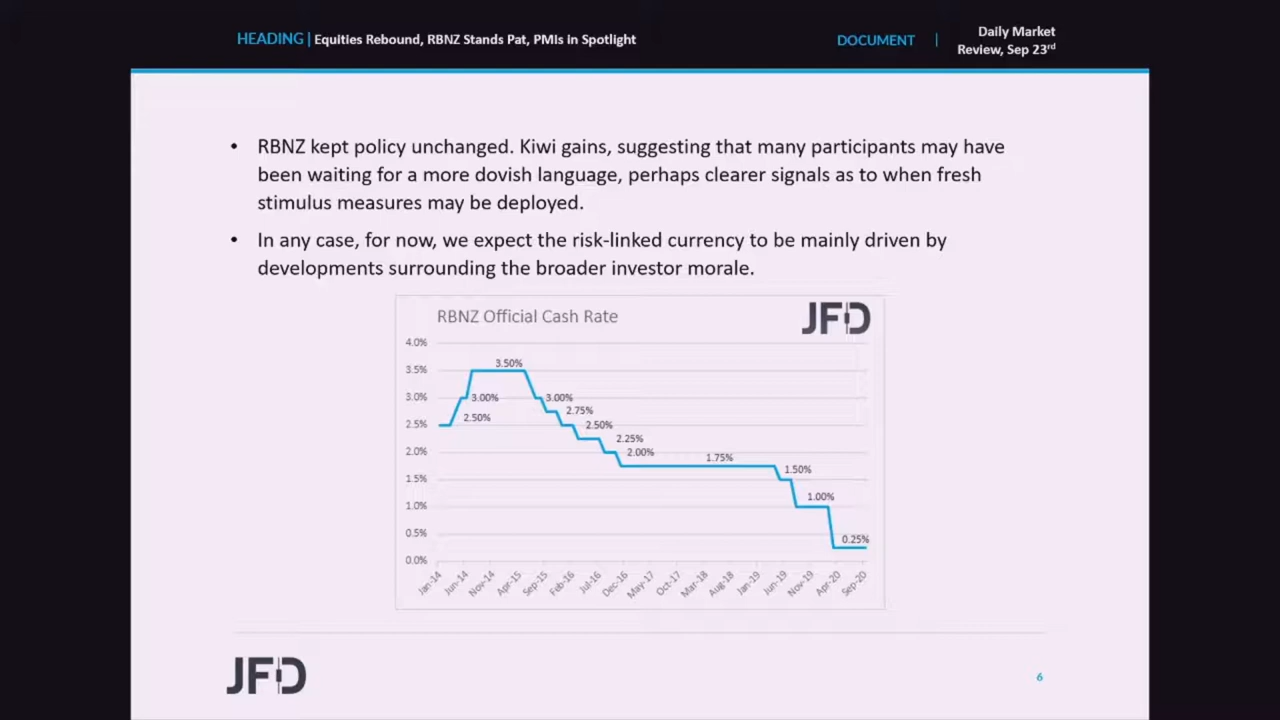 HEADING | Equities Rebound, RBNZ Stands Pat, PMIs in Spotlight
DOCUMENT | Daily Market
Review, Sep 23rd
• RBNZ kept policy unchanged. Kiwi gains, suggesting that many participants may have
been waiting for a more dovish language, perhaps clearer signals as to when fresh
stimulus measures may be deployed.
• In any case, for now, we expect the risk-linked currency to be mainly driven by
developments surrounding the broader investor morale.
RBNZ Official Cash Rate
JFD
4.0%
3.5%
3.0%
2.5%
2.0%
1.5%
1.0%
0.5%
0.0%
3.50%
3.00%
2.50%
3.00%
2.75%
2.50%
2.25%
2.00%
1.75%
1.50%
1.00%
0.25%
Jan-14
Jun-14
Nov-14
Apr-15
Sep-15
Feb-16
Jul-16
Dec-16
May-17
Oct-17
Mar-18
Aug-18
Jan-19
Jun-19
Nov-19
Apr-20
Sep-20
JFD
6